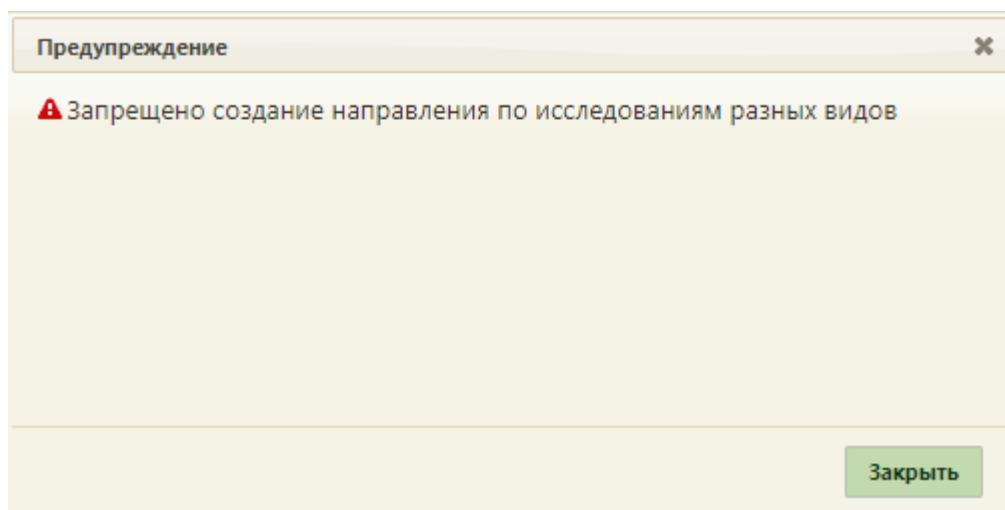 Предупреждение
Запрещено создание направления по исследованиям разных видов
Закрыть